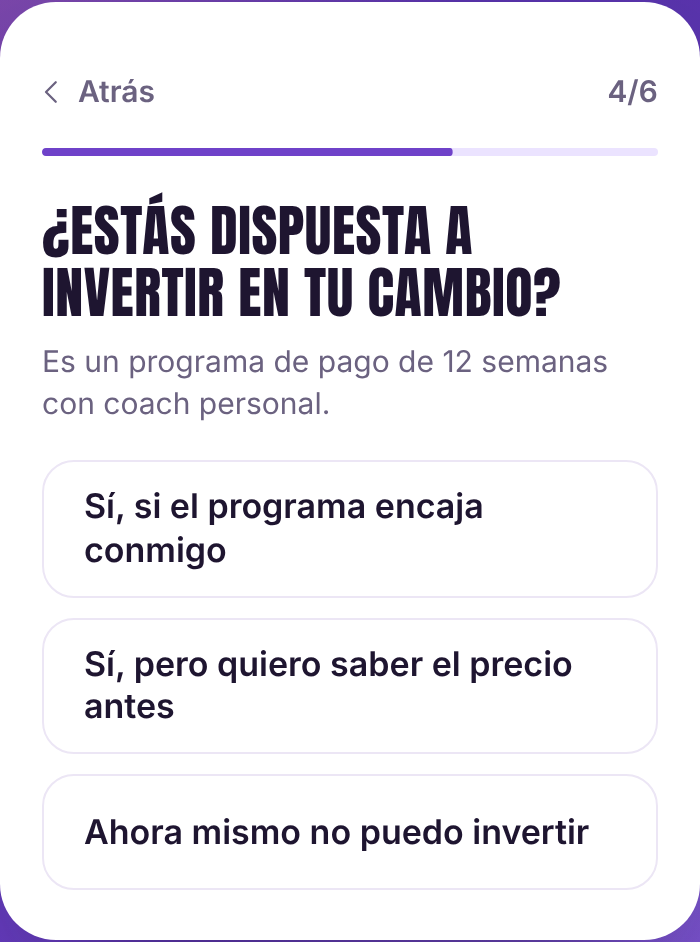 Atrás
4/6
¿ESTÁS DISPUESTA A
INVERTIR EN TU CAMBIO?
Es un programa de pago de 12 semanas
con coach personal.
Sí, si el programa encaja
conmigo
Sí, pero quiero saber el precio
antes
Ahora mismo no puedo invertir